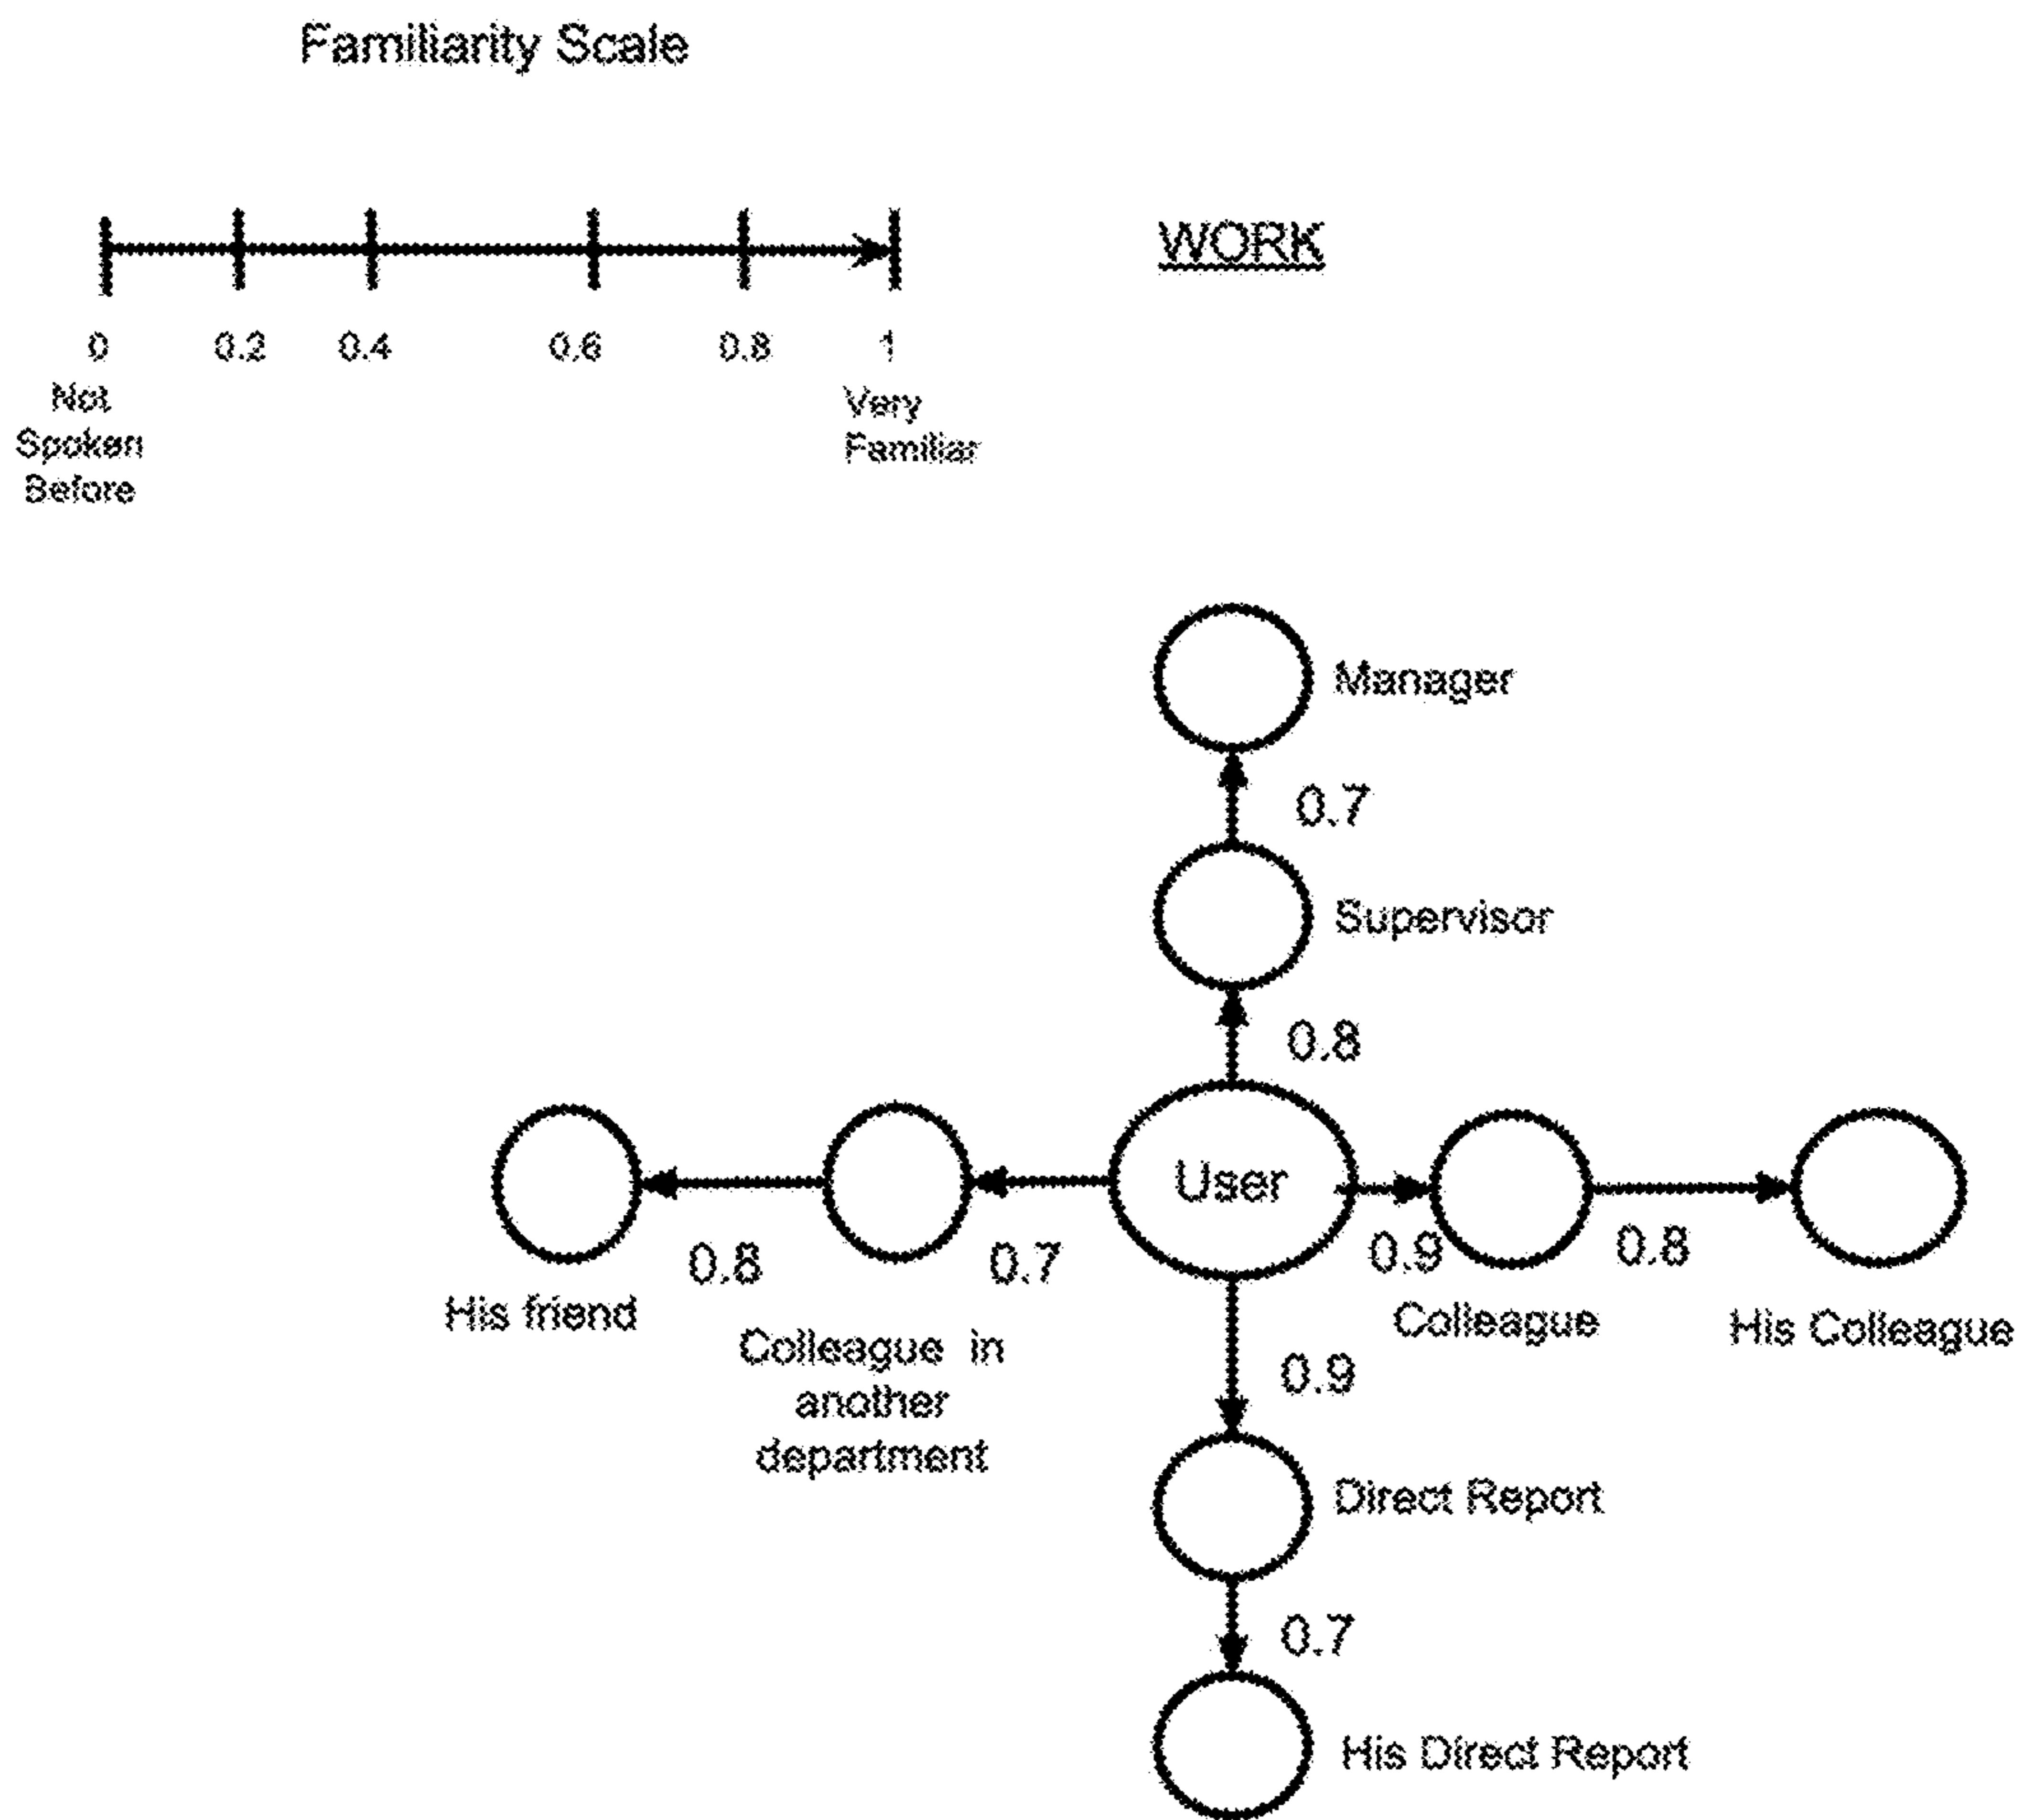 Familiarity Scale
WORK
0 0.2 0.4 0.6 0.8 1
Not
Spoken
Before
Very
Familiar
Manager
0.7
Supervisor
0.8
User
0.8
0.7
0.9
0.8
His friend
Colleague in
another
department
Colleague
His Colleague
0.9
Direct Report
0.7
His Direct Report